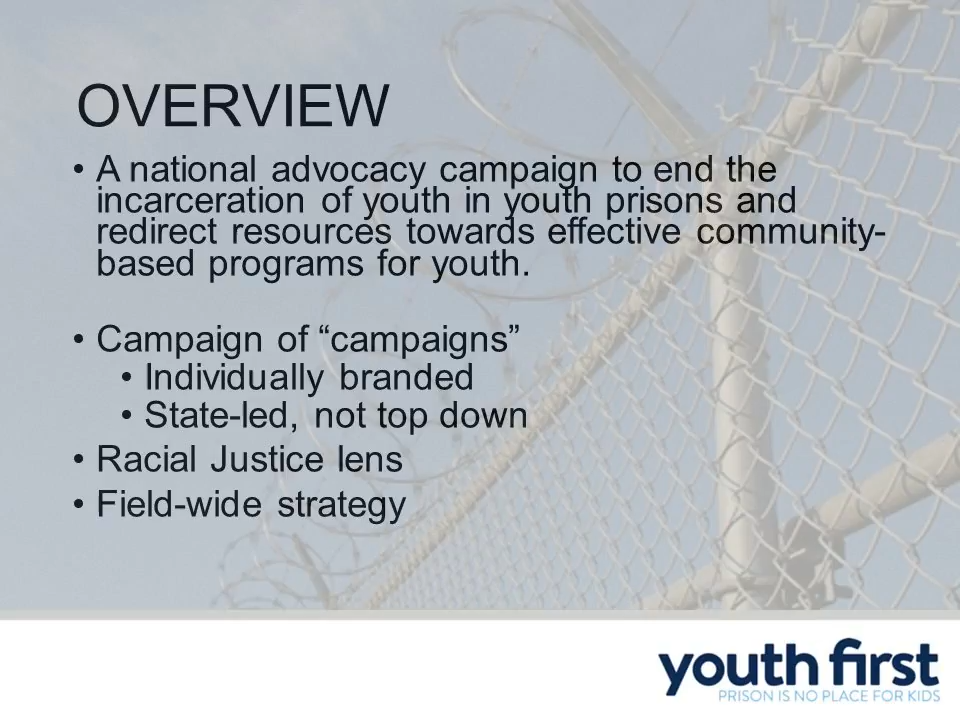 OVERVIEW
• A national advocacy campaign to end the
incarceration of youth in youth prisons and
redirect resources towards effective community-
based programs for youth.
• Campaign of “campaigns”
• Individually branded
• State-led, not top down
• Racial Justice lens
• Field-wide strategy
youth first
PRISON IS NO PLACE FOR KIDS